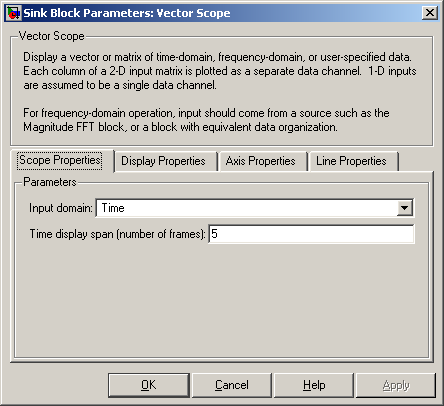 Sink Block Parameters: Vector Scope
Vector Scope
Display a vector or matrix of time-domain, frequency-domain, or user-specified data.
Each column of a 2-D input matrix is plotted as a separate data channel.  1-D inputs
are assumed to be a single data channel.
For frequency-domain operation, input should come from a source such as the
Magnitude FFT block, or a block with equivalent data organization.
Scope Properties Display Properties Axis Properties Line Properties
Parameters
Input domain: Time
Time display span (number of frames): 5
OK Cancel Help Apply